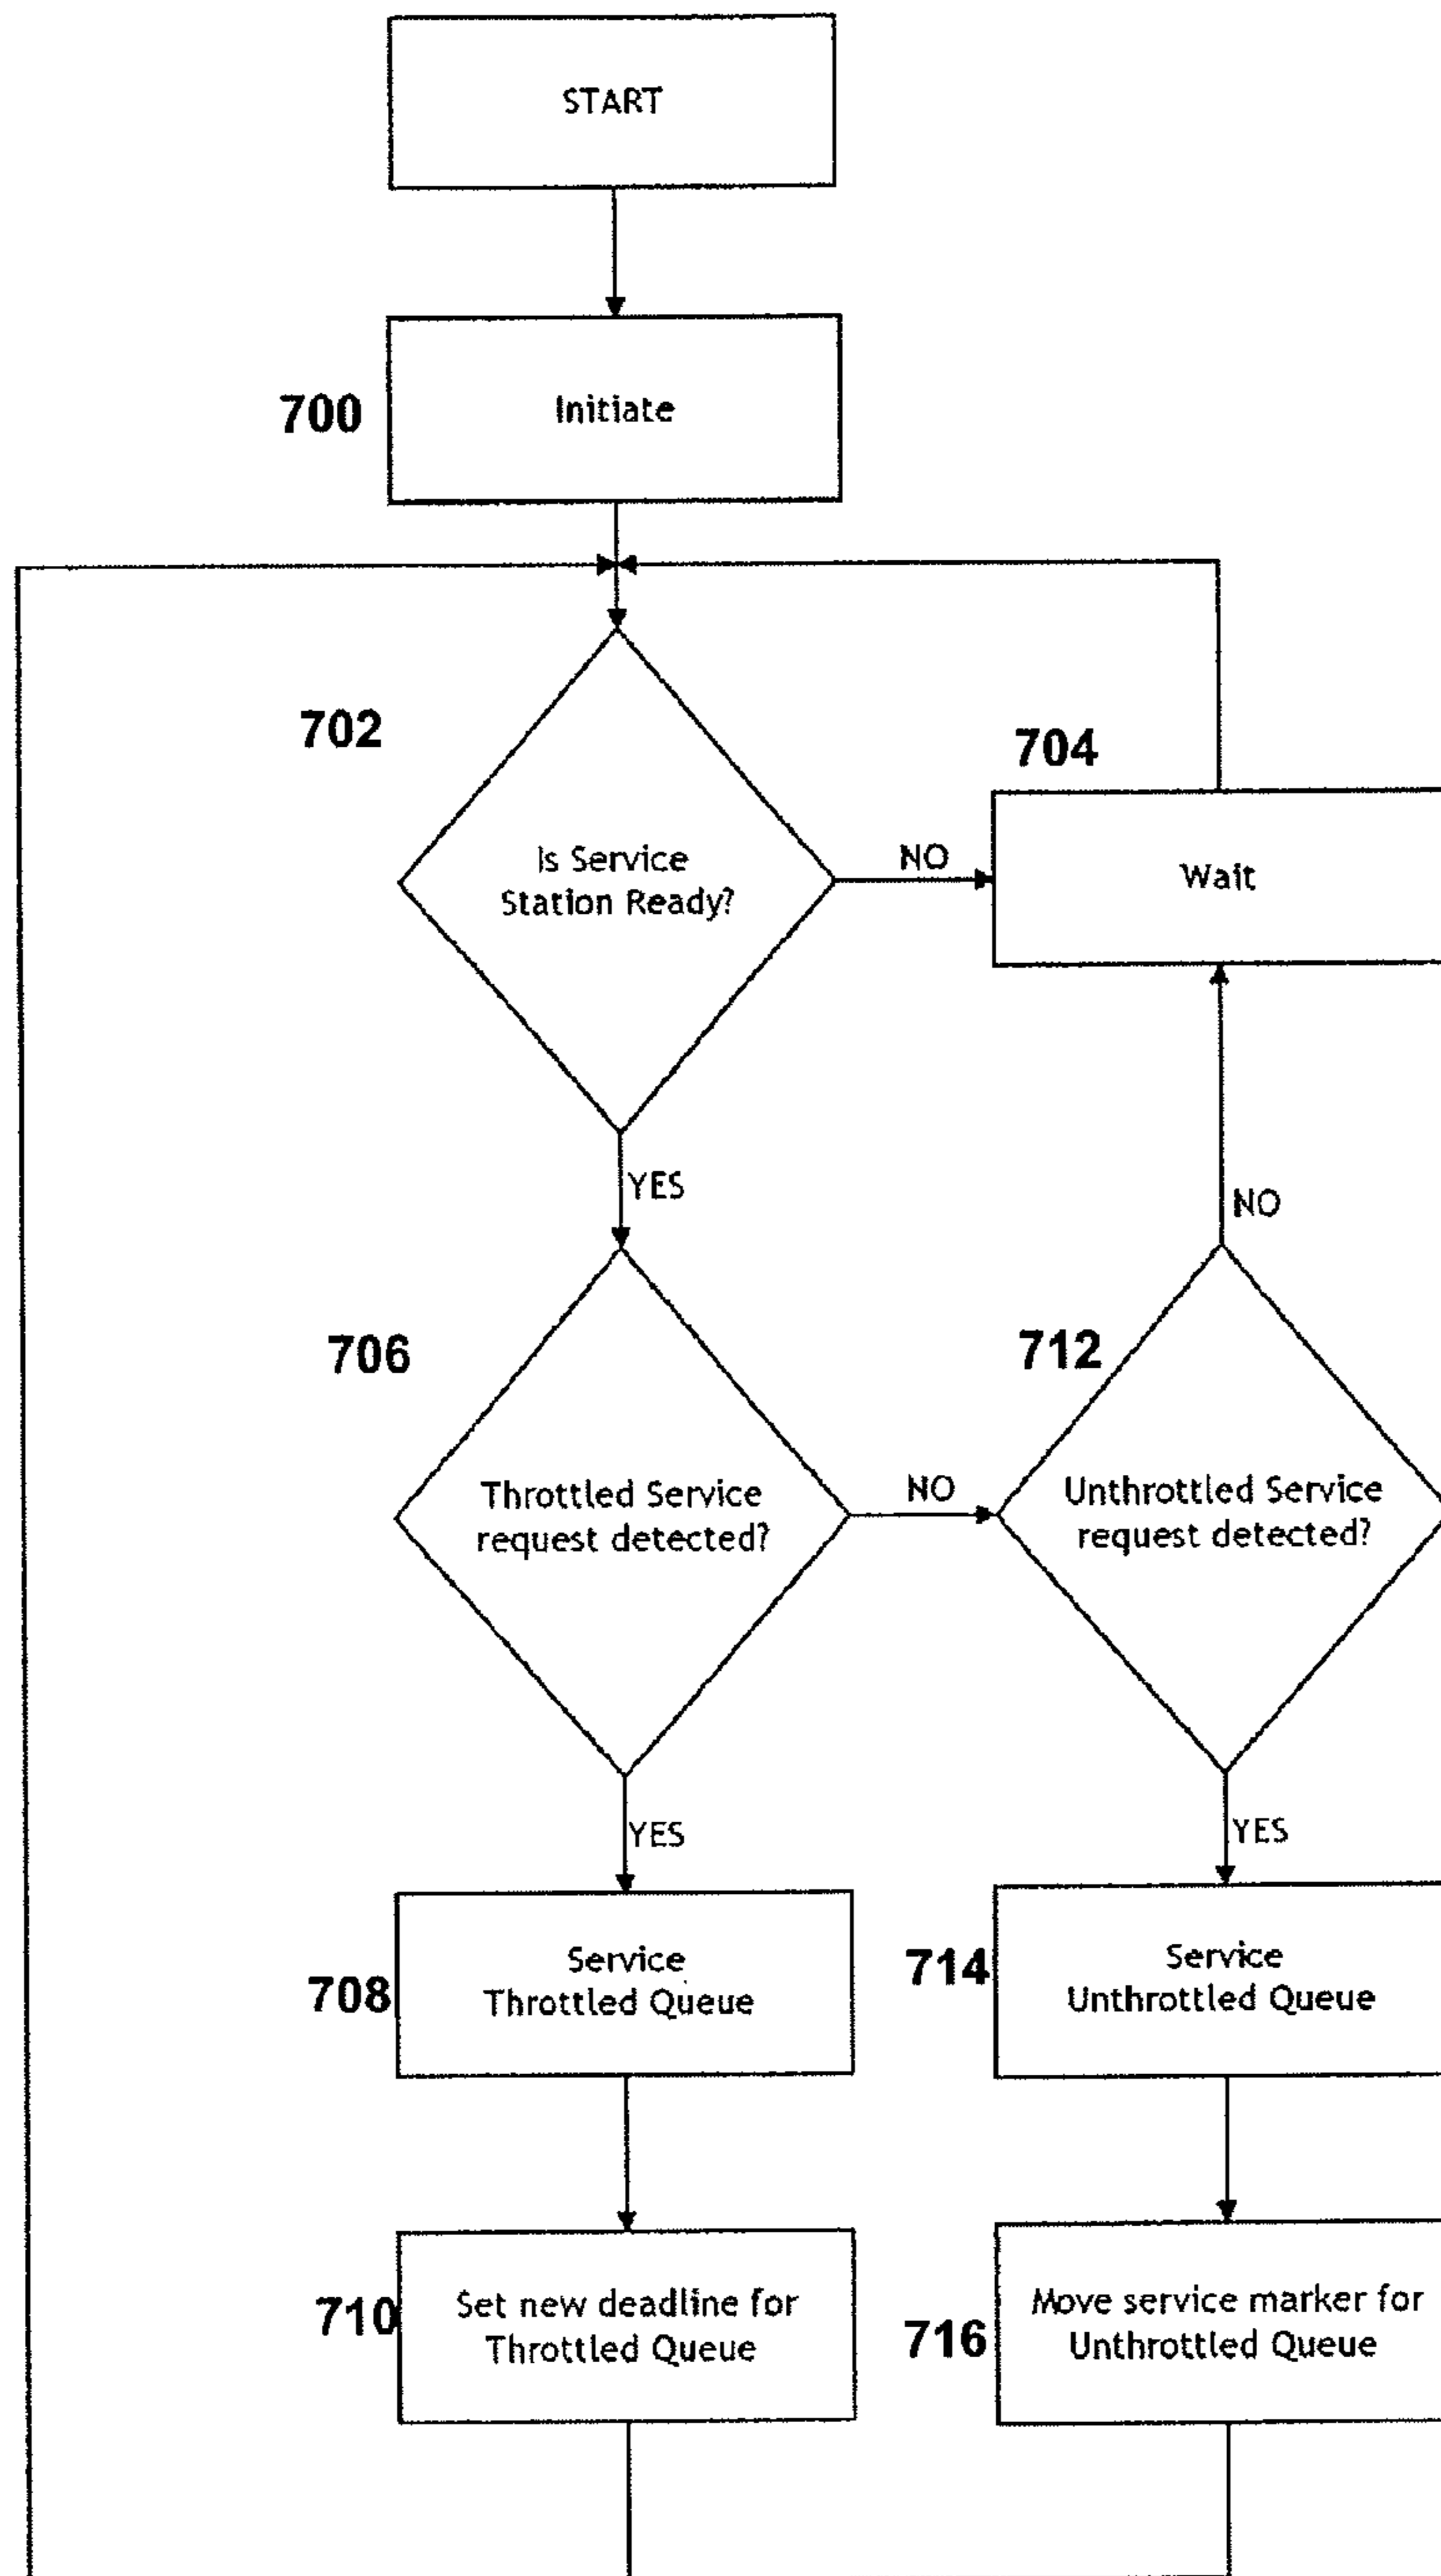 START
700
Initiate
702
Is Service
Station Ready?
NO
704
Wait
YES
NO
706
Throttled Service
request detected?
NO
712
Unthrottled Service
request detected?
YES
YES
708
Service
Throttled Queue
714
Service
Unthrottled Queue
710
Set new deadline for
Throttled Queue
716
Move service marker for
Unthrottled Queue